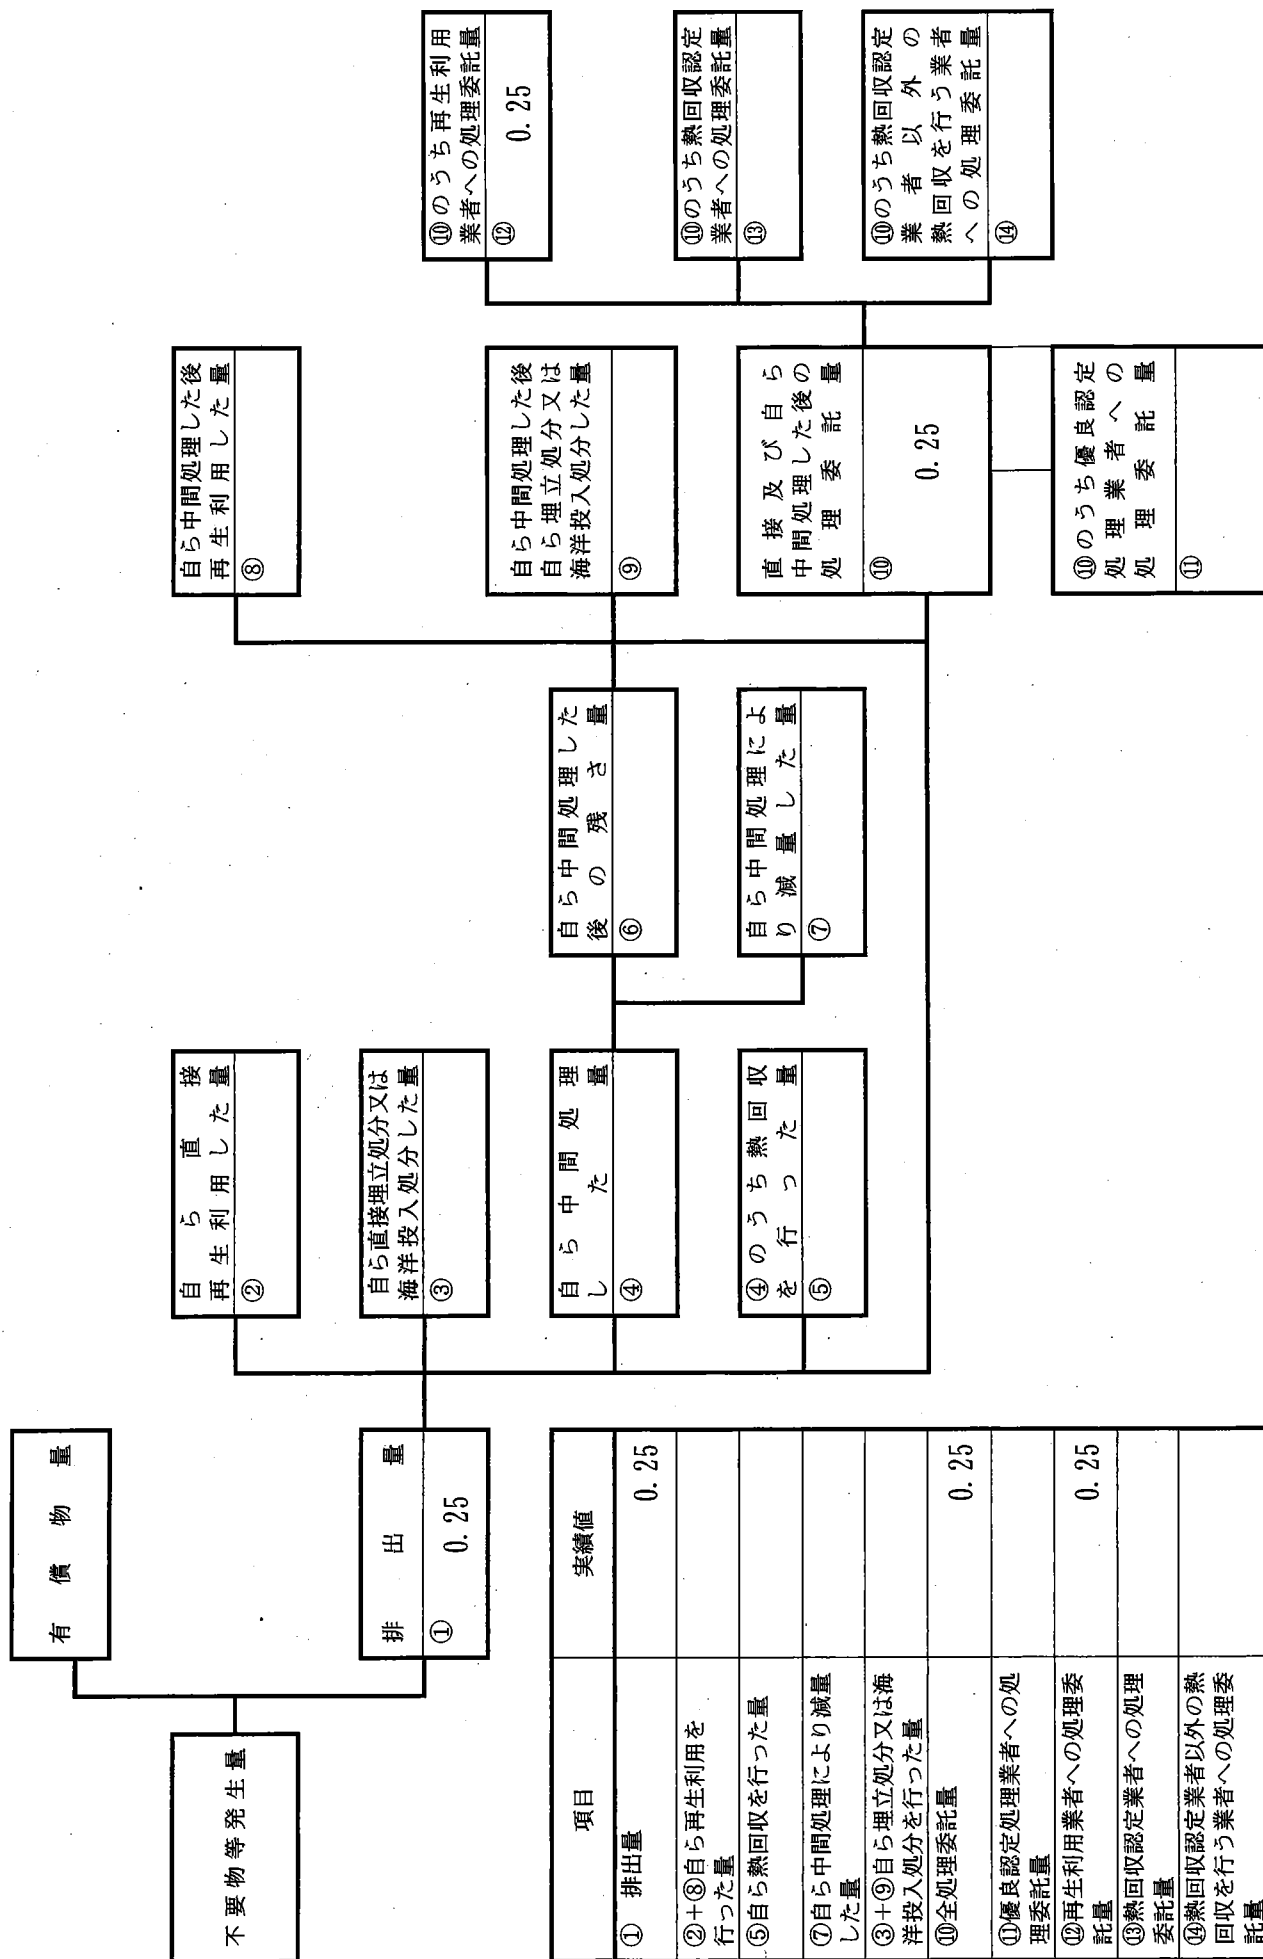 不要物等発生量
有償物量
排出量
①
0.25
自ら直接
再生利用した量
②
自ら直接埋立処分又は
海洋投入処分した量
③
自ら中間処理
した量
④
④のうち熱回収
を行った量
⑤
自ら中間処理した
後の残さ量
⑥
自ら中間処理によ
り減量した量
⑦
自ら中間処理した後
再生利用した量
⑧
自ら中間処理した後
自ら埋立処分又は
海洋投入処分した量
⑨
直接及び自ら
中間処理した後の
処理委託量
⑩
0.25
⑩のうち優良認定
処理業者への
処理委託量
⑪
⑩のうち再生利用
業者への処理委託量
⑫
0.25
⑩のうち熱回収認定
業者への処理委託量
⑬
⑩のうち熱回収認定
業者以外の
熱回収を行う業者
への処理委託量
⑭
項目 実績値
① 排出量 0.25
②+⑧自ら再生利用を
行った量
⑤自ら熱回収を行った量
⑦自ら中間処理により減量
した量
③+⑨自ら埋立処分又は海
洋投入処分を行った量
⑩全処理委託量 0.25
⑪優良認定処理業者への処
理委託量
⑫再生利用業者への処理委
託量 0.25
⑬熱回収認定業者への処理
委託量
⑭熱回収認定業者以外の熱
回収を行う業者への処理委
託量